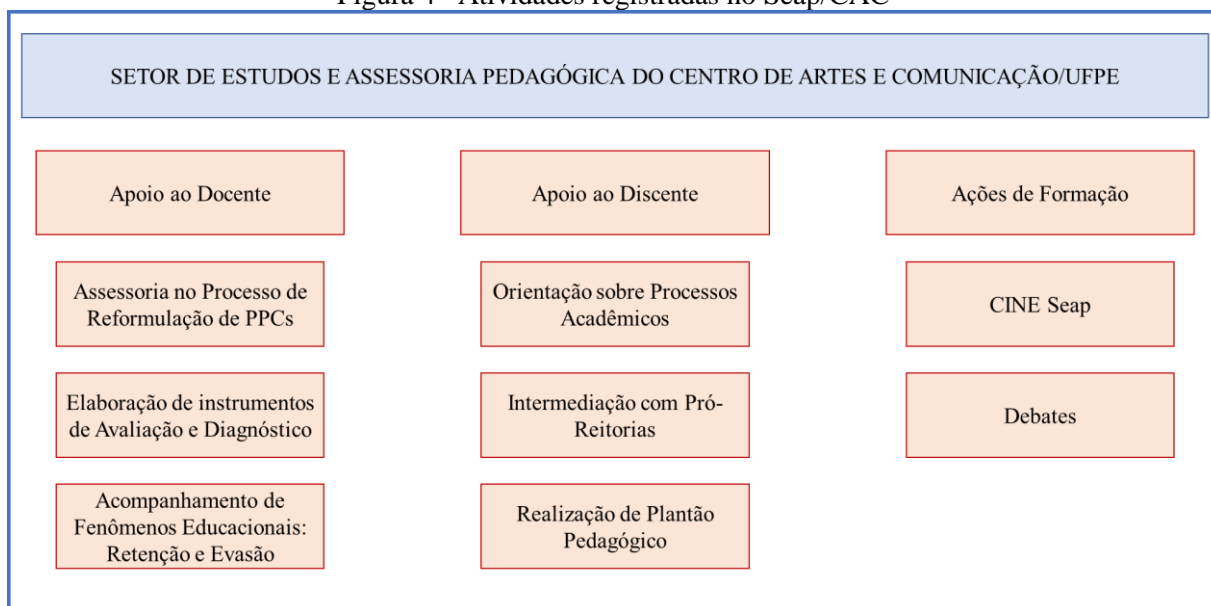 Figura 4 - Atividades registradas no Seap/CAC
SETOR DE ESTUDOS E ASSESSORIA PEDAGÓGICA DO CENTRO DE ARTES E COMUNICAÇÃO/UFPE
Apoio ao Docente
Assessoria no Processo de
Reformulação de PPCs
Elaboração de instrumentos
de Avaliação e Diagnóstico
Acompanhamento de
Fenômenos Educacionais:
Retenção e Evasão
Apoio ao Discente
Orientação sobre Processos
Acadêmicos
Intermediação com Pró-
Reitorias
Realização de Plantão
Pedagógico
Ações de Formação
CINE Seap
Debates